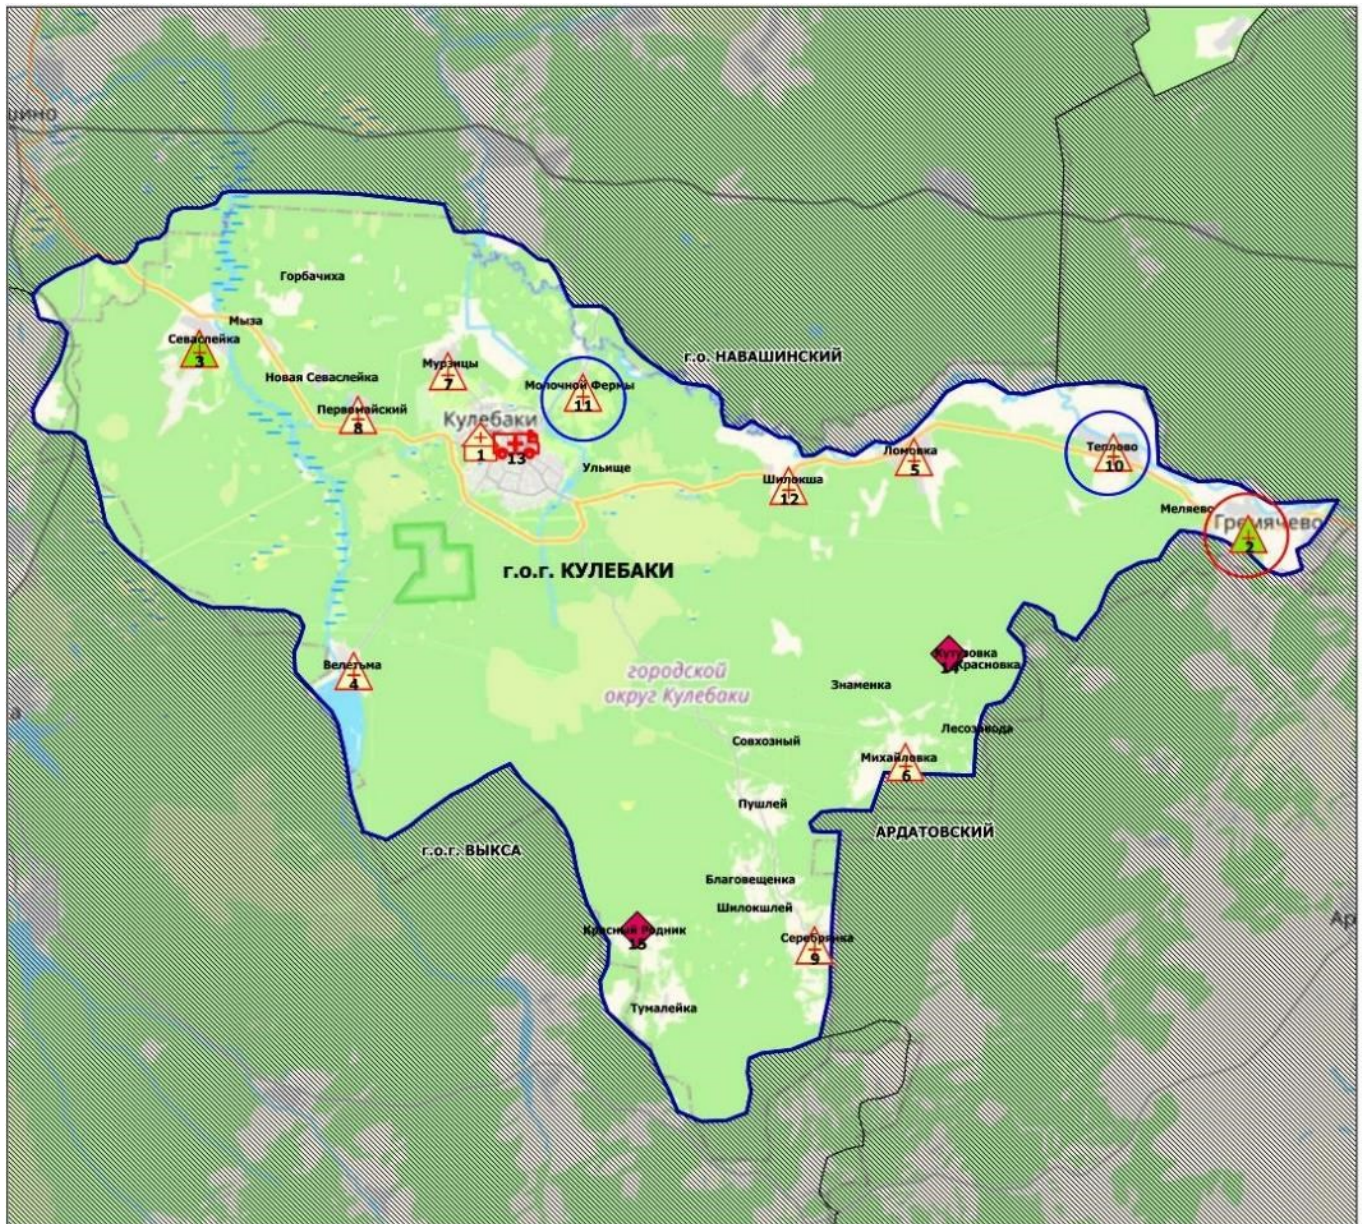 шино
Горбачиха
Мыза
Севаслейка
3
г.о. НАВАШИНСКИЙ
Мурзицы
7
Новая Севаслейка
Молочной Фермы
11
Первомайский
8
Кулебаки
1
13
Ломовка
5
Теплово
10
Ульище
Шилокша
12
Меляево
Гремячево
2
г.о.г. КУЛЕБАКИ
Велетьма
4
Кутузовка
14
Красновка
городской
округ Кулебаки
Знаменка
а
Лесозавода
Совхозный
Михайловка
6
Пушлей
АРДАТОВСКИЙ
г.о.г. ВЫКСА
Благовещенка
Шилокшлей
Ар
Красный Родник
15
Серебрянка
9
Тумалейка